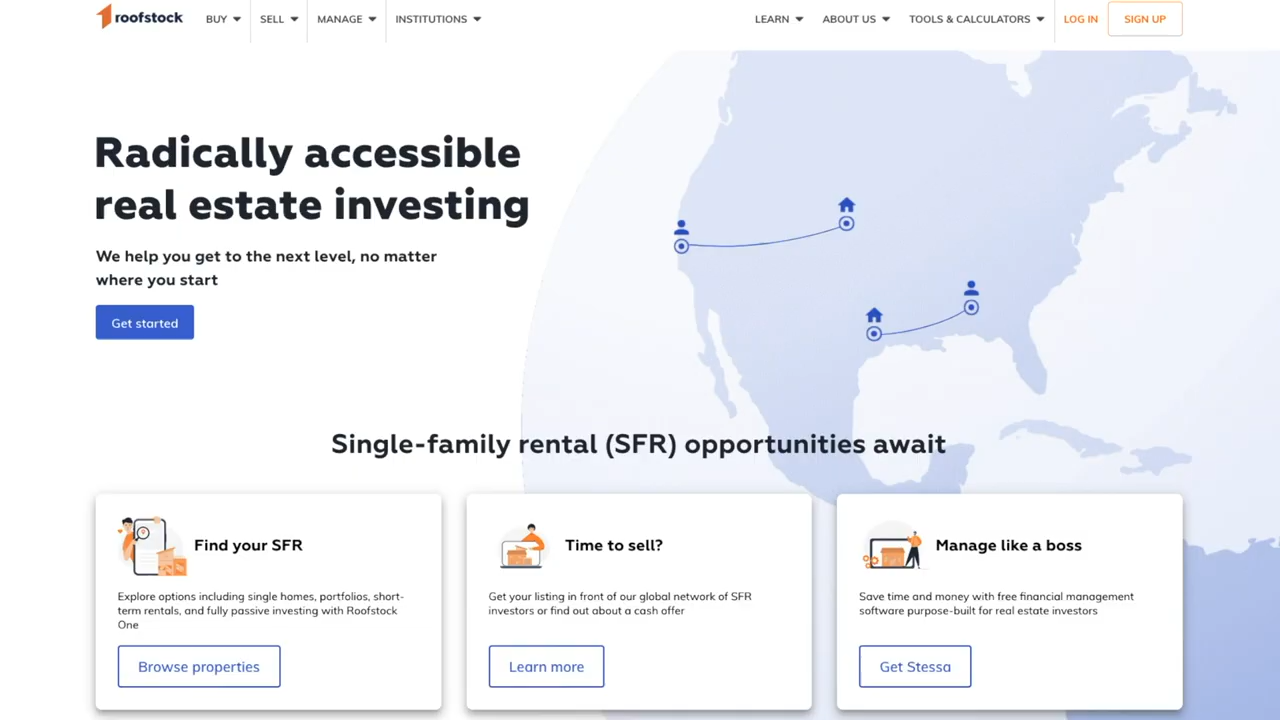 roofstock
BUY
SELL
MANAGE
INSTITUTIONS
LEARN
ABOUT US
TOOLS & CALCULATORS
LOG IN
SIGN UP
Radically accessible
real estate investing
We help you get to the next level, no matter
where you start
Get started
Single-family rental (SFR) opportunities await
Find your SFR
Explore options including single homes, portfolios, short-
term rentals, and fully passive investing with Roofstock
One
Browse properties
Time to sell?
Get your listing in front of our global network of SFR
investors or find out about a cash offer
Learn more
Manage like a boss
Save time and money with free financial management
software purpose-built for real estate investors
Get Stessa